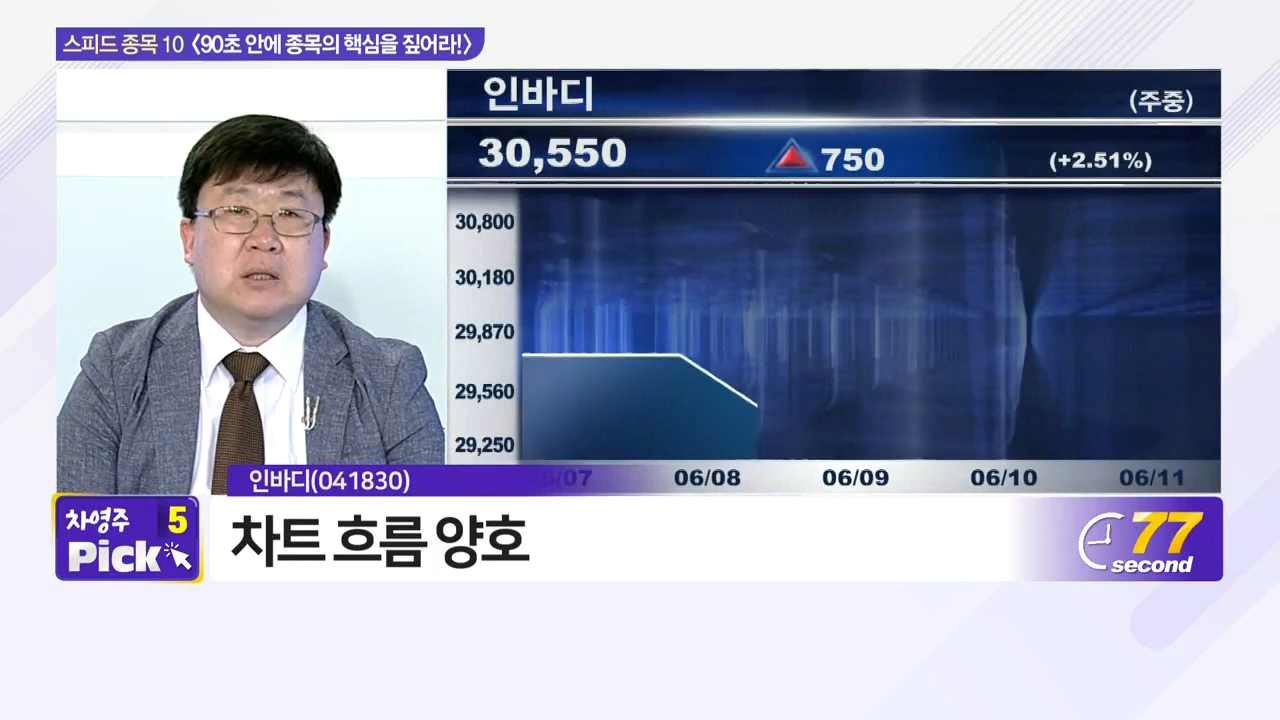 스피드 종목 10 <90초 안에 종목의 핵심을 짚어라!>
인바디
(주중)
30,550
750
(+2.51%)
30,800
30,180
29,870
29,560
29,250
06/08
06/09
06/10
06/11
인바디(041830)
차영주 5
Pick
차트 흐름 양호
77
second